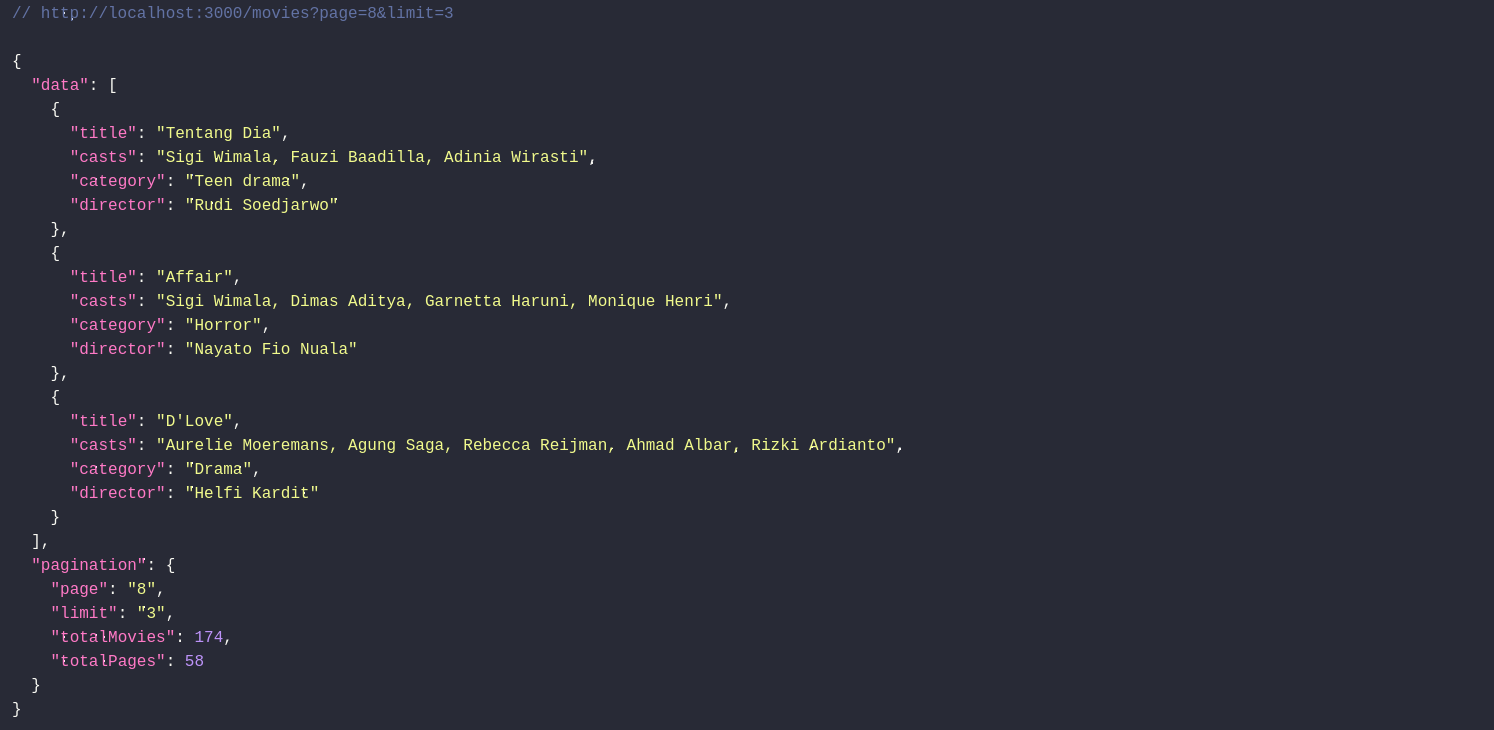 // http://localhost:3000/movies?page=8&limit=3

{
  "data": [
    {
      "title": "Tentang Dia",
      "casts": "Sigi Wimala, Fauzi Baadilla, Adinia Wirasti",
      "category": "Teen drama",
      "director": "Rudi Soedjarwo"
    },
    {
      "title": "Affair",
      "casts": "Sigi Wimala, Dimas Aditya, Garnetta Haruni, Monique Henri",
      "category": "Horror",
      "director": "Nayato Fio Nuala"
    },
    {
      "title": "D'Love",
      "casts": "Aurelie Moeremans, Agung Saga, Rebecca Reijman, Ahmad Albar, Rizki Ardianto",
      "category": "Drama",
      "director": "Helfi Kardit"
    }
  ],
  "pagination": {
    "page": "8",
    "limit": "3",
    "totalMovies": 174,
    "totalPages": 58
  }
}